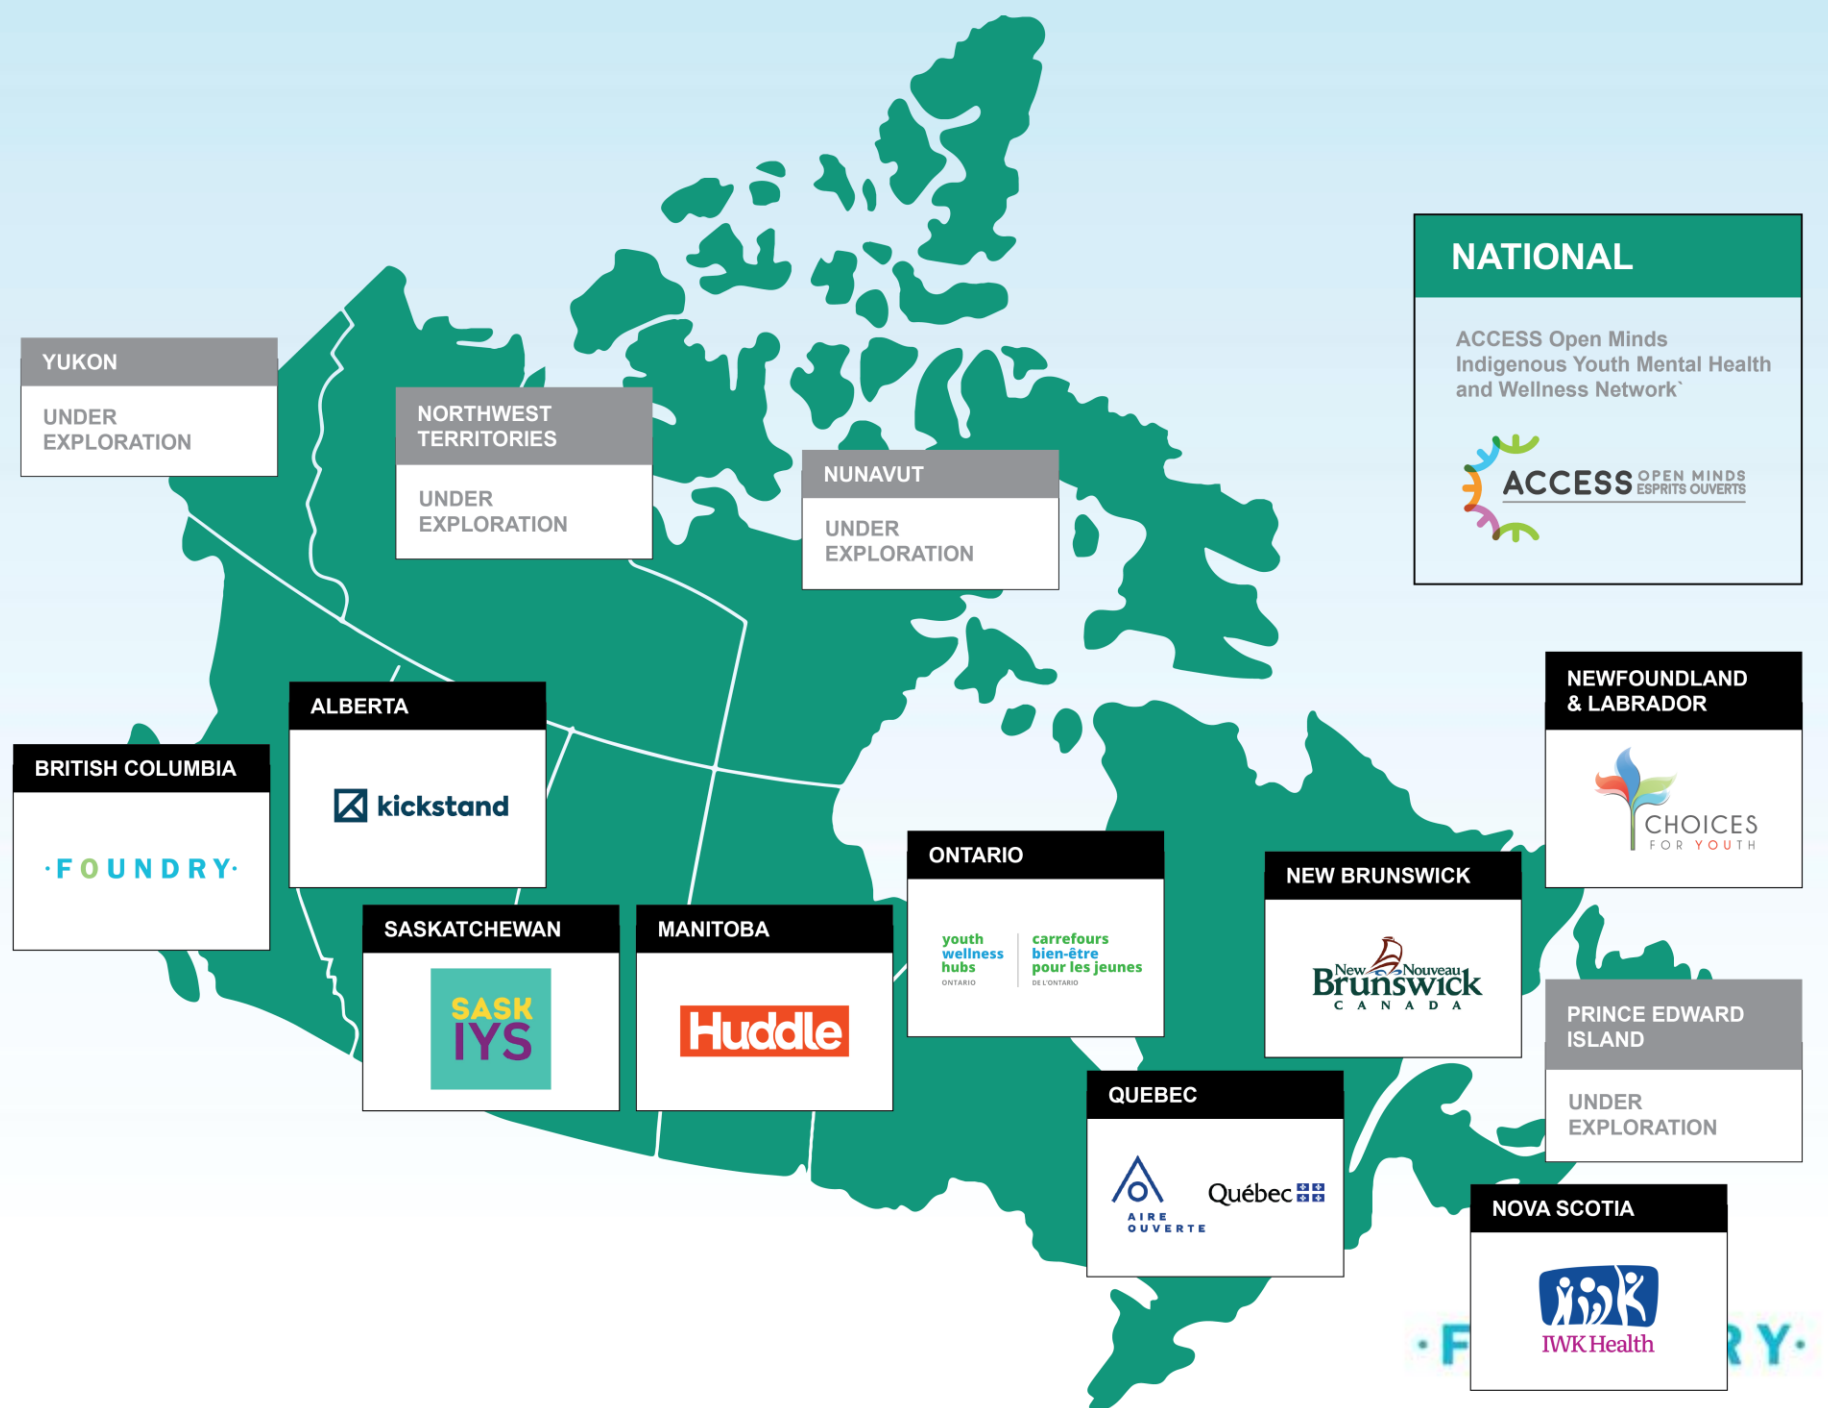 NATIONAL
ACCESS Open Minds
Indigenous Youth Mental Health
and Wellness Network`
ACCESS OPEN MINDS
ESPRITS OUVERTS
YUKON
UNDER
EXPLORATION
NORTHWEST
TERRITORIES
UNDER
EXPLORATION
NUNAVUT
UNDER
EXPLORATION
NEWFOUNDLAND
& LABRADOR
CHOICES
FOR YOUTH
ALBERTA
kickstand
BRITISH COLUMBIA
·FOUNDRY·
ONTARIO
youth
wellness
hubs
ONTARIO
carrefours
bien-être
pour les jeunes
DE L'ONTARIO
NEW BRUNSWICK
New Nouveau
Brunswick
CANADA
SASKATCHEWAN
SASK
IYS
MANITOBA
Huddle
PRINCE EDWARD
ISLAND
UNDER
EXPLORATION
QUEBEC
AIRE
OUVERTE
Québec
NOVA SCOTIA
IWK
IWK Health
·F RY·